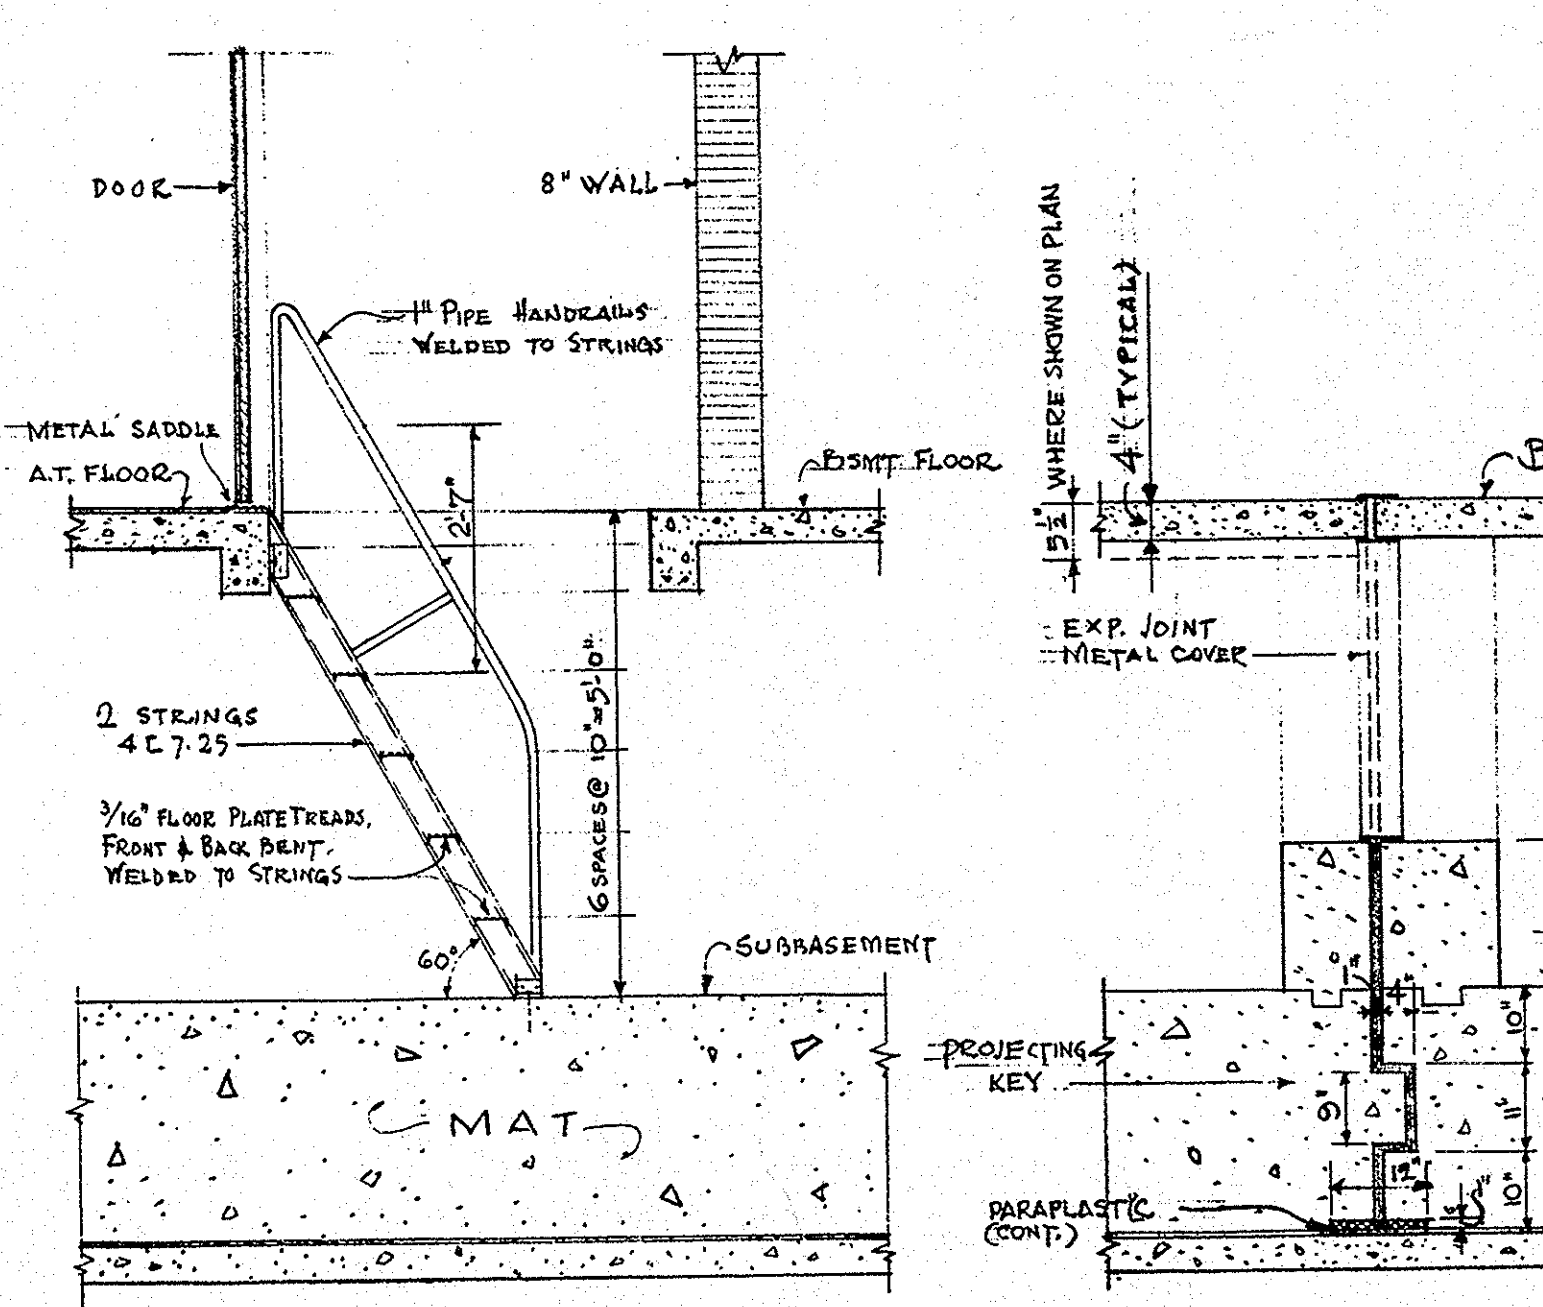 DOOR
8" WALL
1" PIPE HANDRAILS
WELDED TO STRINGS
METAL SADDLE
A.T. FLOOR
2'-7"
BSMT. FLOOR
2 STRINGS
4 [ 7.25
3/16" FLOOR PLATE TREADS,
FRONT & BACK BENT.
WELDED TO STRINGS
60°
6 SPACES @ 10" = 5'-0"
SUBBASEMENT
MAT
5 1/2" WHERE SHOWN ON PLAN
4" (TYPICAL)
B
EXP. JOINT
METAL COVER
1"
4"
10"
PROJECTING
KEY
9"
11"
12"
10"
PARAPLASTIC
(CONT.)